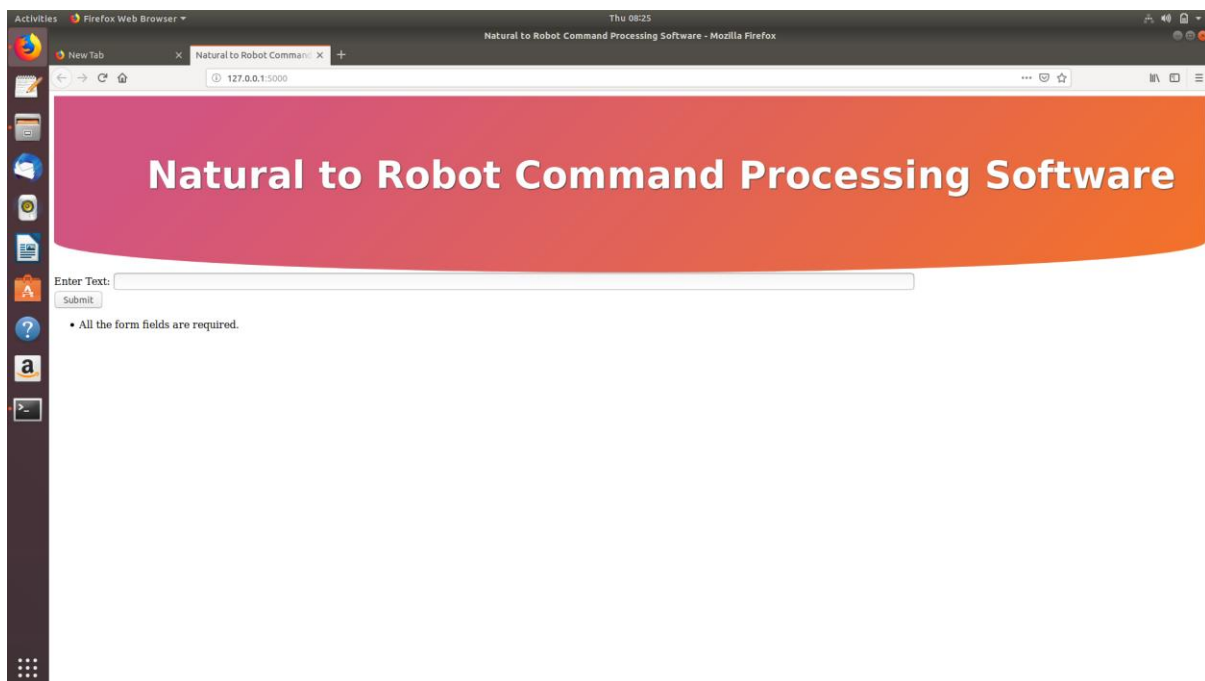 Activities Firefox Web Browser Thu 08:25
Natural to Robot Command Processing Software - Mozilla Firefox
New Tab Natural to Robot Command
127.0.0.1:5000
Natural to Robot Command Processing Software
Enter Text:
Submit
• All the form fields are required.